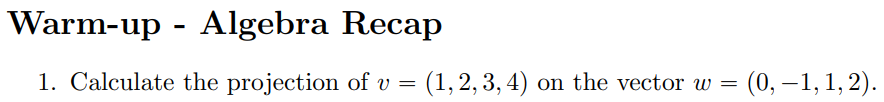 Warm-up - Algebra Recap
1. Calculate the projection of v = (1, 2, 3, 4) on the vector w = (0, −1, 1, 2).